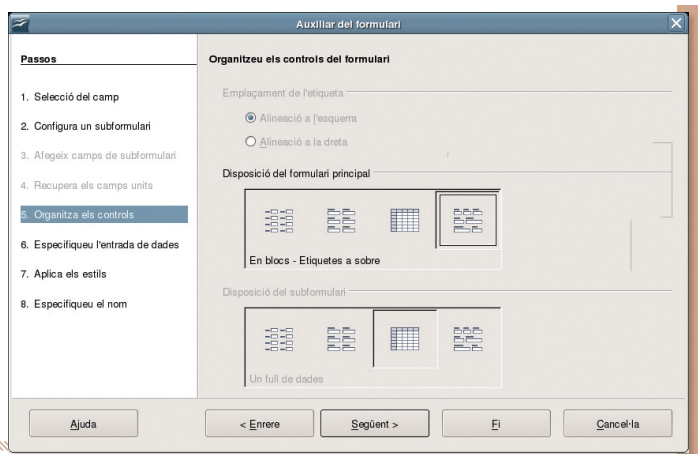 Auxiliar del formulari
Passos
1. Selecció del camp
2. Configura un subformulari
3. Afegeix camps de subformulari
4. Recupera els camps units
5. Organitza els controls
6. Especifiqueu l'entrada de dades
7. Aplica els estils
8. Especifiqueu el nom
Organitzeu els controls del formulari
Emplaçament de l'etiqueta
Alineació a l'esquerra
Alineació a la dreta
Disposició del formulari principal
En blocs - Etiquetes a sobre
Disposició del subformulari
Un full de dades
Ajuda
< Enrere
Següent >
Fi
Cancel·la